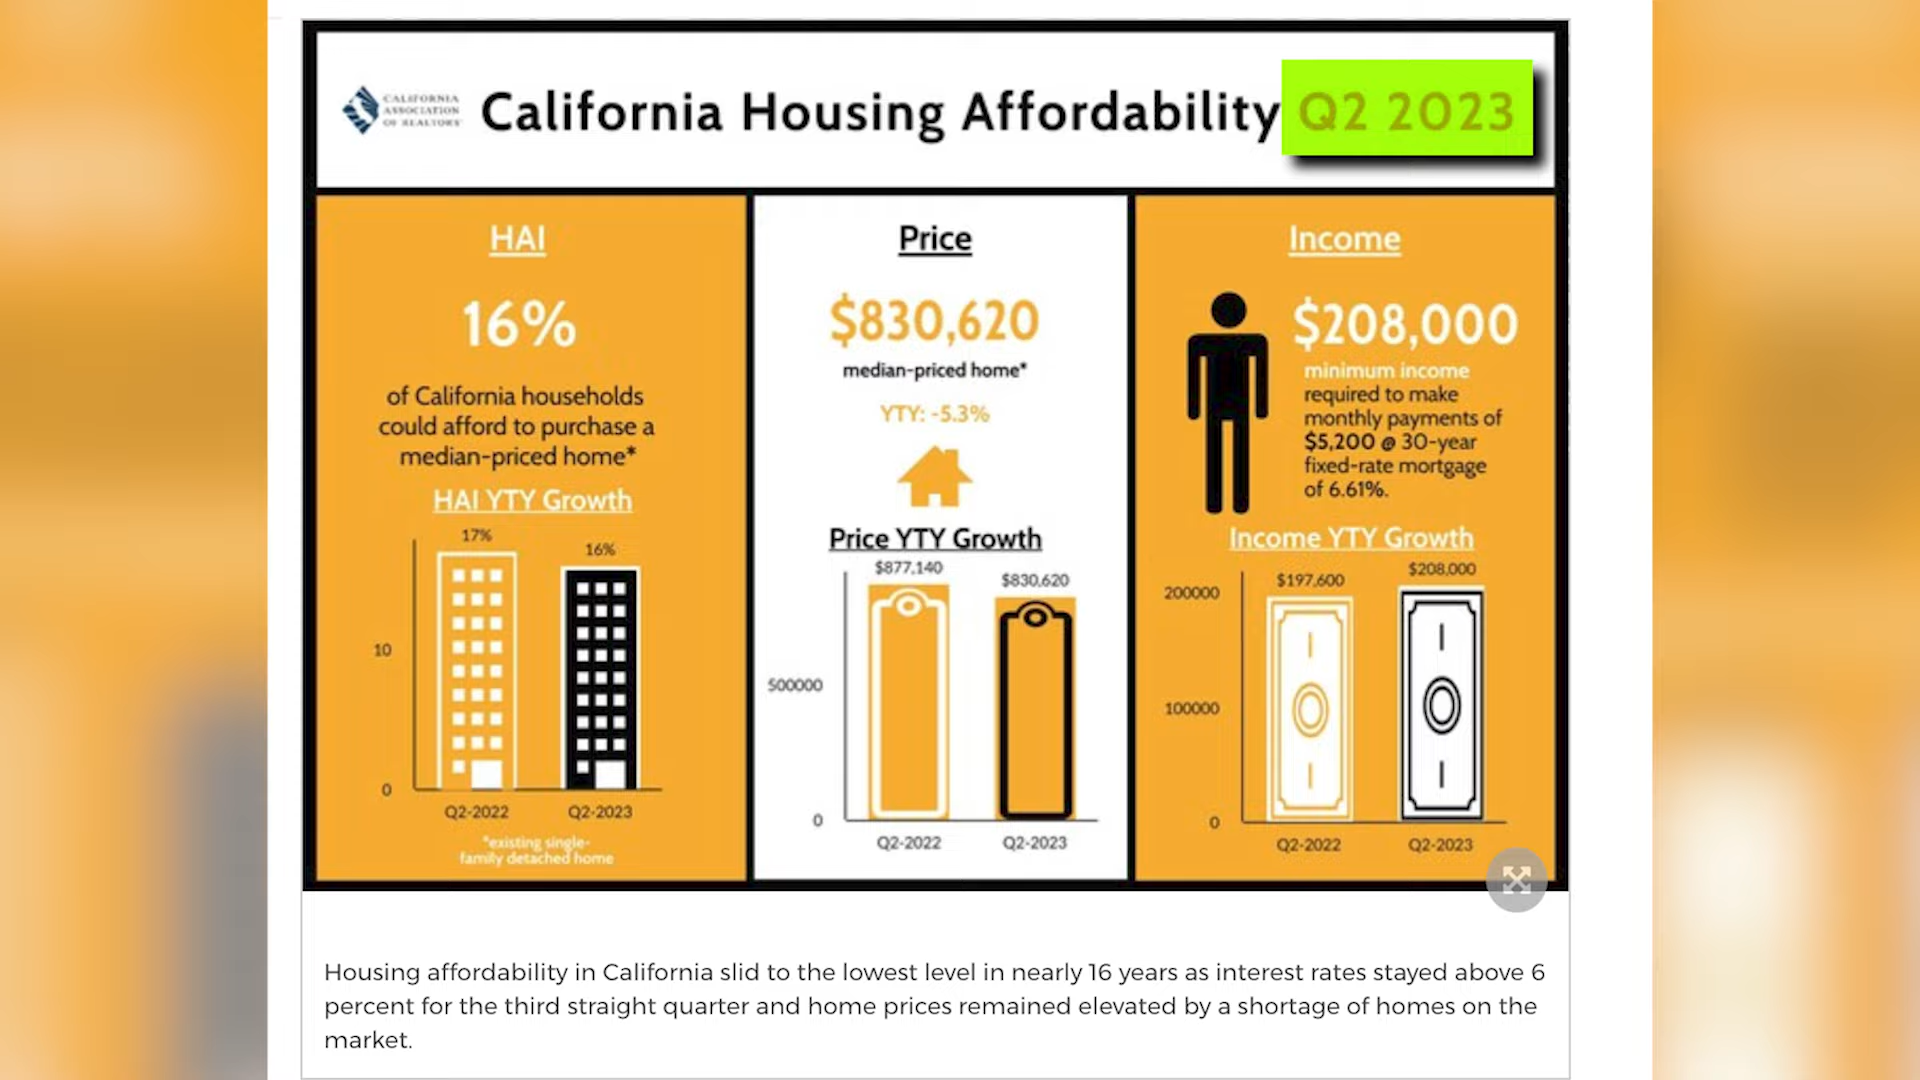 CALIFORNIA
ASSOCIATION
OF REALTORS
California Housing Affordability Q2 2023
HAI
16%
of California households
could afford to purchase a
median-priced home*
HAI YTY Growth
17%
16%
10
0
Q2-2022
Q2-2023
*existing single-
family detached home
Price
$830,620
median-priced home*
YTY: -5.3%
Price YTY Growth
$877,140
$830,620
500000
0
Q2-2022
Q2-2023
Income
$208,000
minimum income
required to make
monthly payments of
$5,200 @ 30-year
fixed-rate mortgage
of 6.61%.
Income YTY Growth
$197,600
$208,000
200000
100000
0
Q2-2022
Q2-2023
Housing affordability in California slid to the lowest level in nearly 16 years as interest rates stayed above 6
percent for the third straight quarter and home prices remained elevated by a shortage of homes on the
market.